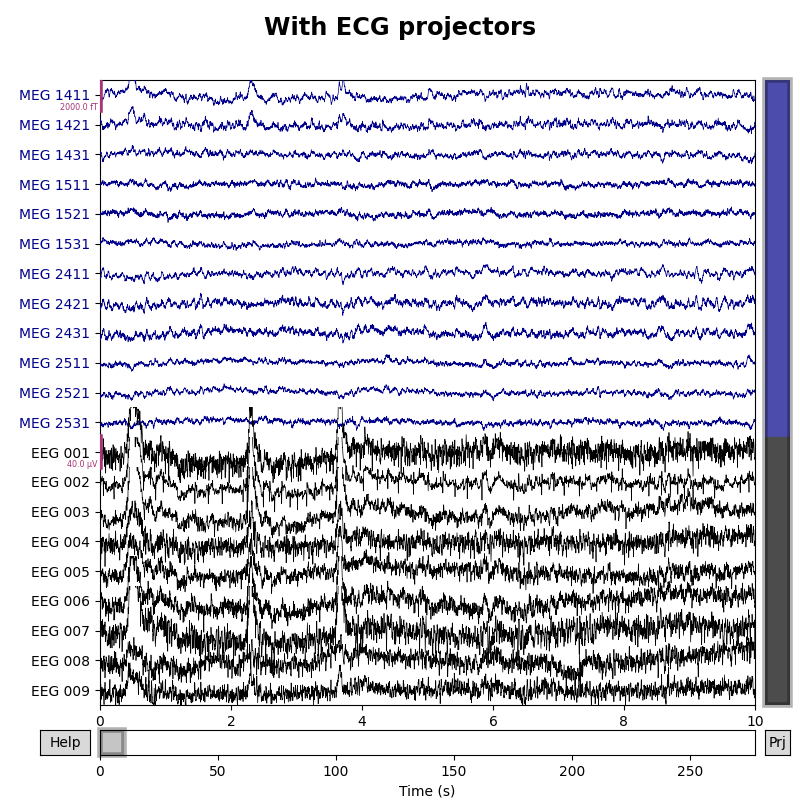 With ECG projectors
MEG 1411
2000.0 fT
MEG 1421
MEG 1431
MEG 1511
MEG 1521
MEG 1531
MEG 2411
MEG 2421
MEG 2431
MEG 2511
MEG 2521
MEG 2531
EEG 001
40.0 µV
EEG 002
EEG 003
EEG 004
EEG 005
EEG 006
EEG 007
EEG 008
EEG 009
0 2 4 6 8 10
Help Prj
0 50 100 150 200 250
Time (s)